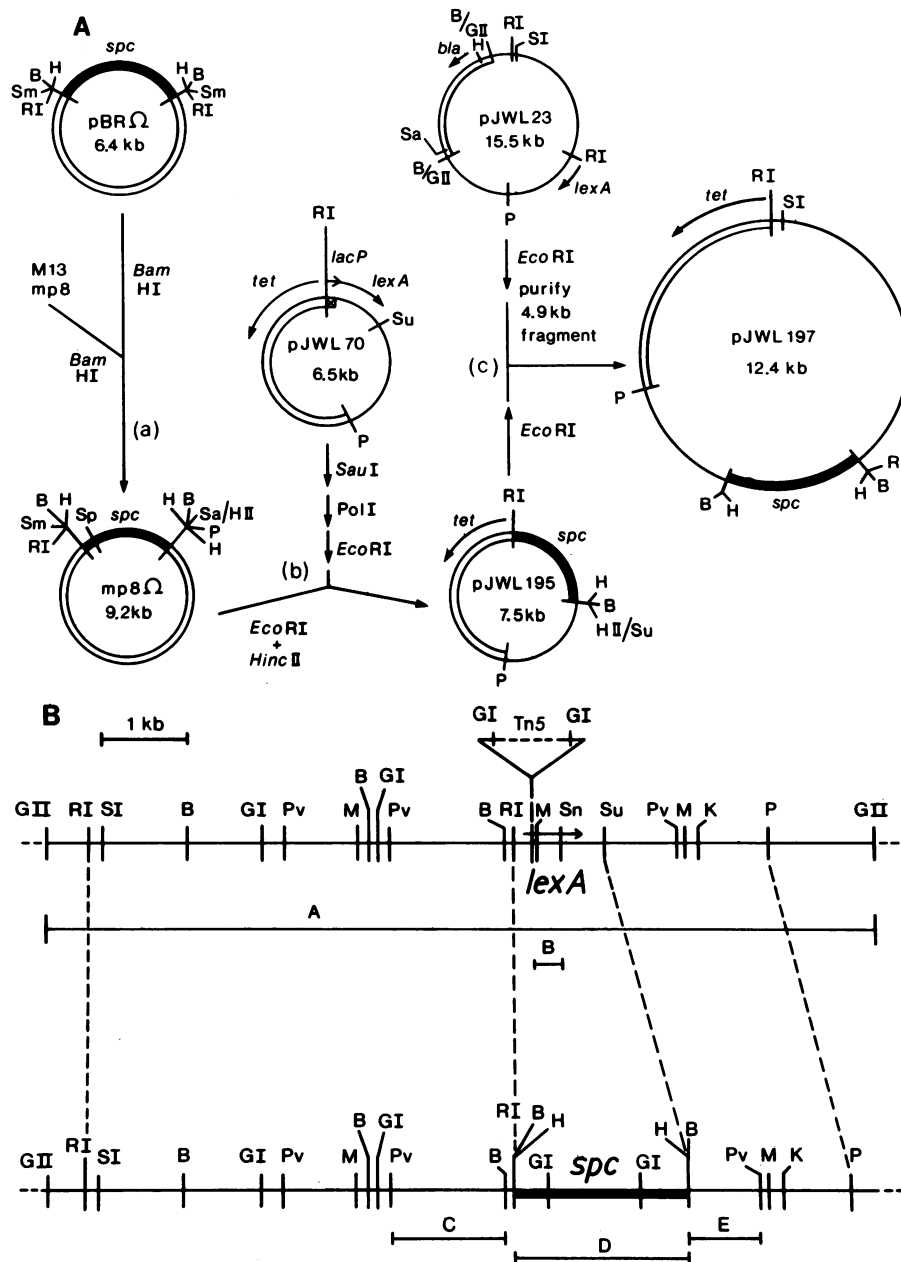 A
spc
H
B
Sm
RI
H
B
Sm
RI
pBRΩ
6.4 kb
M13
mp8
Bam
HI
Bam
HI
(a)
B
H
Sm
RI
Sp
spc
H
B
Sa/HII
P
H
mp8Ω
9.2kb
RI
lacP
tet
lexA
Su
pJWL70
6.5kb
P
SauI
PolI
EcoRI
(b)
EcoRI
+
HincII
B/
GII
H
bla
RI
SI
pJWL23
15.5 kb
Sa
B/
GII
RI
lexA
P
EcoRI
purify
4.9kb
fragment
(c)
EcoRI
RI
tet
spc
pJWL195
7.5kb
H
B
HII/Su
P
RI
SI
tet
pJWL197
12.4 kb
P
B
H
spc
R
B
H
B
1 kb
GI
Tn5
GI
GII
RI
SI
B
GI
Pv
M
B
GI
Pv
B
RI
M
Sn
Su
Pv
M
K
P
GII
lexA
A
B
GII
RI
SI
B
GI
Pv
M
B
GI
Pv
B
RI
B
H
GI
spc
GI
H
B
Pv
M
K
P
C
D
E